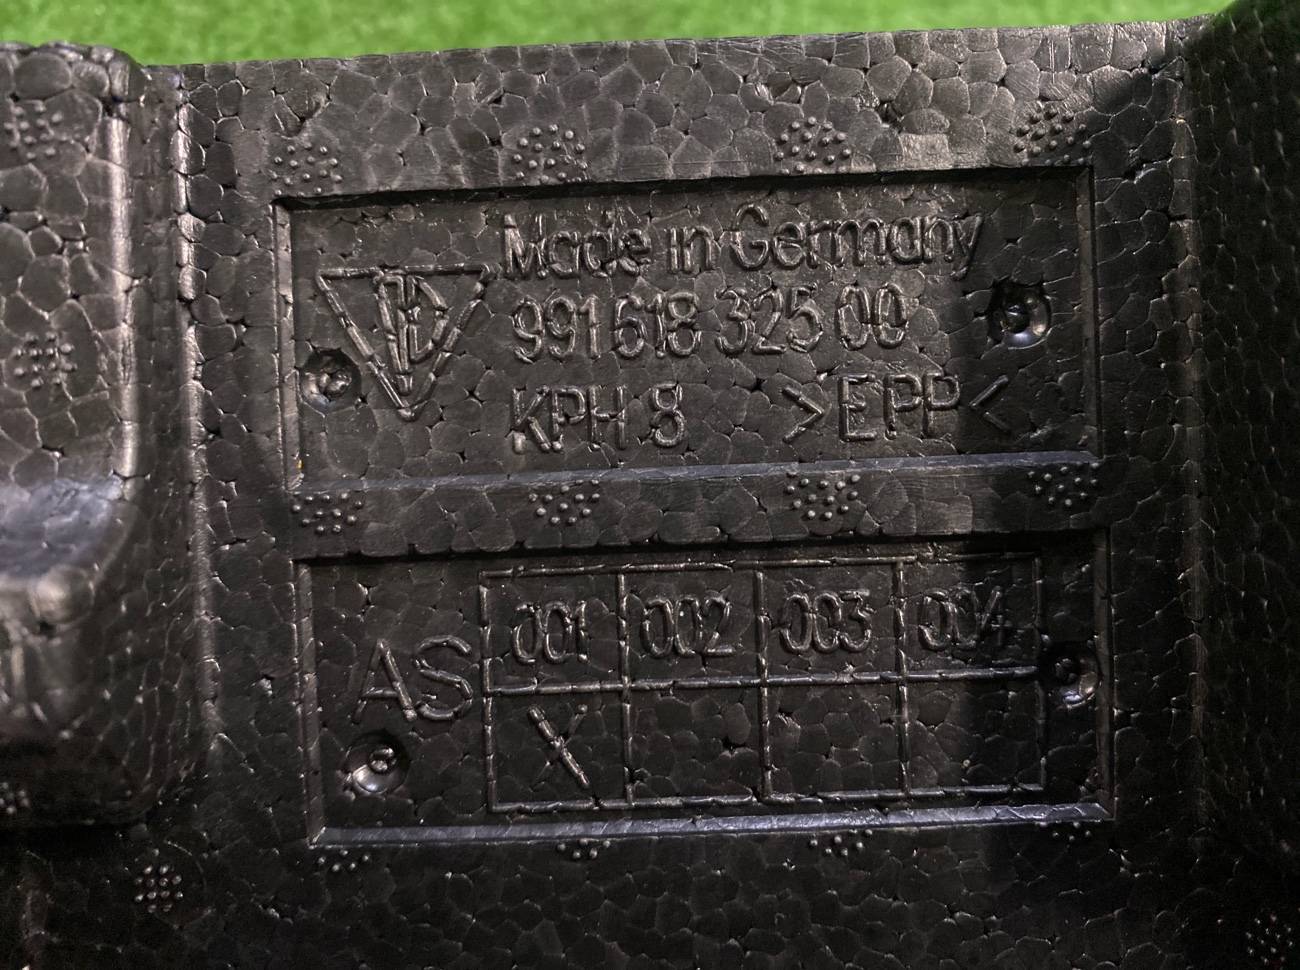 Made in Germany
991 618 325 00
KPH 8 >EPP<
001 002 003 004
AS
X